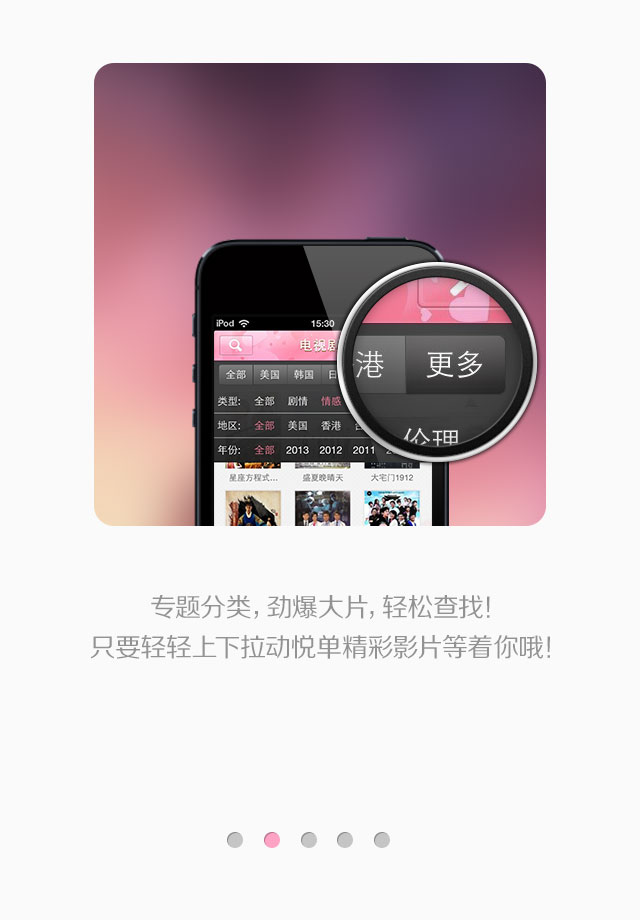 iPod 15:30
电视剧
全部 美国 韩国 日
港 更多
类型: 全部 剧情 情感
伦理
地区: 全部 美国 香港
年份: 全部 2013 2012 2011
星座方程式... 盛夏晚晴天 大宅门1912
专题分类,劲爆大片,轻松查找!
只要轻轻上下拉动悦单精彩影片等着你哦!